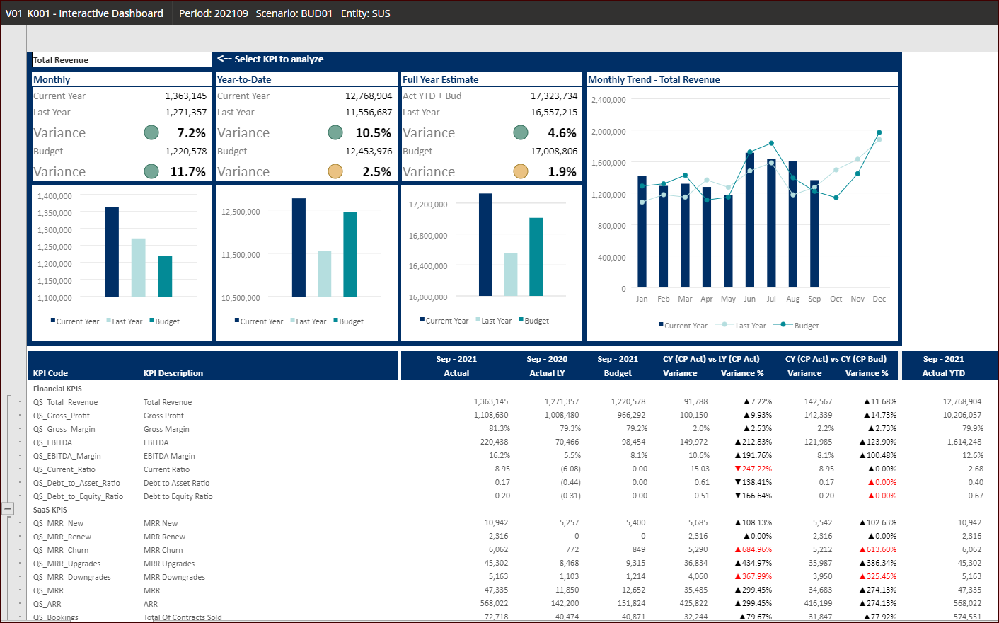 V01_K001 - Interactive Dashboard Period: 202109 Scenario: BUD01 Entity: SUS
Total Revenue <-- Select KPI to analyze
Monthly
Current Year 1,363,145
Last Year 1,271,357
Variance 7.2%
Budget 1,220,578
Variance 11.7%
1,400,000
1,350,000
1,300,000
1,250,000
1,200,000
1,150,000
1,100,000
Current Year Last Year Budget
Year-to-Date
Current Year 12,768,904
Last Year 11,556,687
Variance 10.5%
Budget 12,453,976
Variance 2.5%
12,500,000
11,500,000
10,500,000
Current Year Last Year Budget
Full Year Estimate
Act YTD + Bud 17,323,734
Last Year 16,557,215
Variance 4.6%
Budget 17,008,806
Variance 1.9%
17,200,000
16,800,000
16,400,000
16,000,000
Current Year Last Year Budget
Monthly Trend - Total Revenue
2,400,000
2,000,000
1,600,000
1,200,000
800,000
400,000
0
Jan Feb Mar Apr May Jun Jul Aug Sep Oct Nov Dec
Current Year Last Year Budget
Sep - 2021 Sep - 2020 Sep - 2021 CY (CP Act) vs LY (CP Act) CY (CP Act) vs CY (CP Bud) Sep - 2021
KPI Code KPI Description Actual Actual LY Budget Variance Variance % Variance Variance % Actual YTD
Financial KPIS
QS_Total_Revenue Total Revenue 1,363,145 1,271,357 1,220,578 91,788 ▲7.22% 142,567 ▲11.68% 12,768,904
QS_Gross_Profit Gross Profit 1,108,630 1,008,480 966,292 100,150 ▲9.93% 142,339 ▲14.73% 10,206,057
QS_Gross_Margin Gross Margin 81.3% 79.3% 79.2% 2.0% ▲2.53% 2.2% ▲2.73% 79.9%
QS_EBITDA EBITDA 220,438 70,466 98,454 149,972 ▲212.83% 121,985 ▲123.90% 1,614,248
QS_EBITDA_Margin EBITDA Margin 16.2% 5.5% 8.1% 10.6% ▲191.76% 8.1% ▲100.48% 12.6%
QS_Current_Ratio Current Ratio 8.95 (6.08) 0.00 15.03 ▼247.22% 8.95 ▲0.00% 2.68
QS_Debt_to_Asset_Ratio Debt to Asset Ratio 0.17 (0.44) 0.00 0.61 ▼138.41% 0.17 ▲0.00% 0.40
QS_Debt_to_Equity_Ratio Debt to Equity Ratio 0.20 (0.31) 0.00 0.51 ▼166.64% 0.20 ▲0.00% 0.67
SaaS KPIS
QS_MRR_New MRR New 10,942 5,257 5,400 5,685 ▲108.13% 5,542 ▲102.63% 10,942
QS_MRR_Renew MRR Renew 2,316 0 0 2,316 ▲0.00% 2,316 ▲0.00% 2,316
QS_MRR_Churn MRR Churn 6,062 772 849 5,290 ▲684.96% 5,212 ▲613.60% 6,062
QS_MRR_Upgrades MRR Upgrades 45,302 8,468 9,315 36,834 ▲434.97% 35,987 ▲386.34% 45,302
QS_MRR_Downgrades MRR Downgrades 5,163 1,103 1,214 4,060 ▲367.99% 3,950 ▲325.45% 5,163
QS_MRR MRR 47,335 11,850 12,652 35,485 ▲299.45% 34,683 ▲274.13% 47,335
QS_ARR ARR 568,022 142,200 151,824 425,822 ▲299.45% 416,199 ▲274.13% 568,022
QS_Bookings Total Of Contracts Sold 72,718 40,474 40,871 32,244 ▲79.67% 31,847 ▲77.92% 574,551